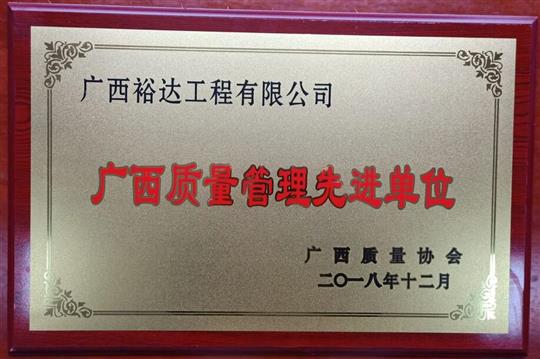 广西裕达工程有限公司
广西质量管理先进单位
广西质量协会
二〇一八年十二月